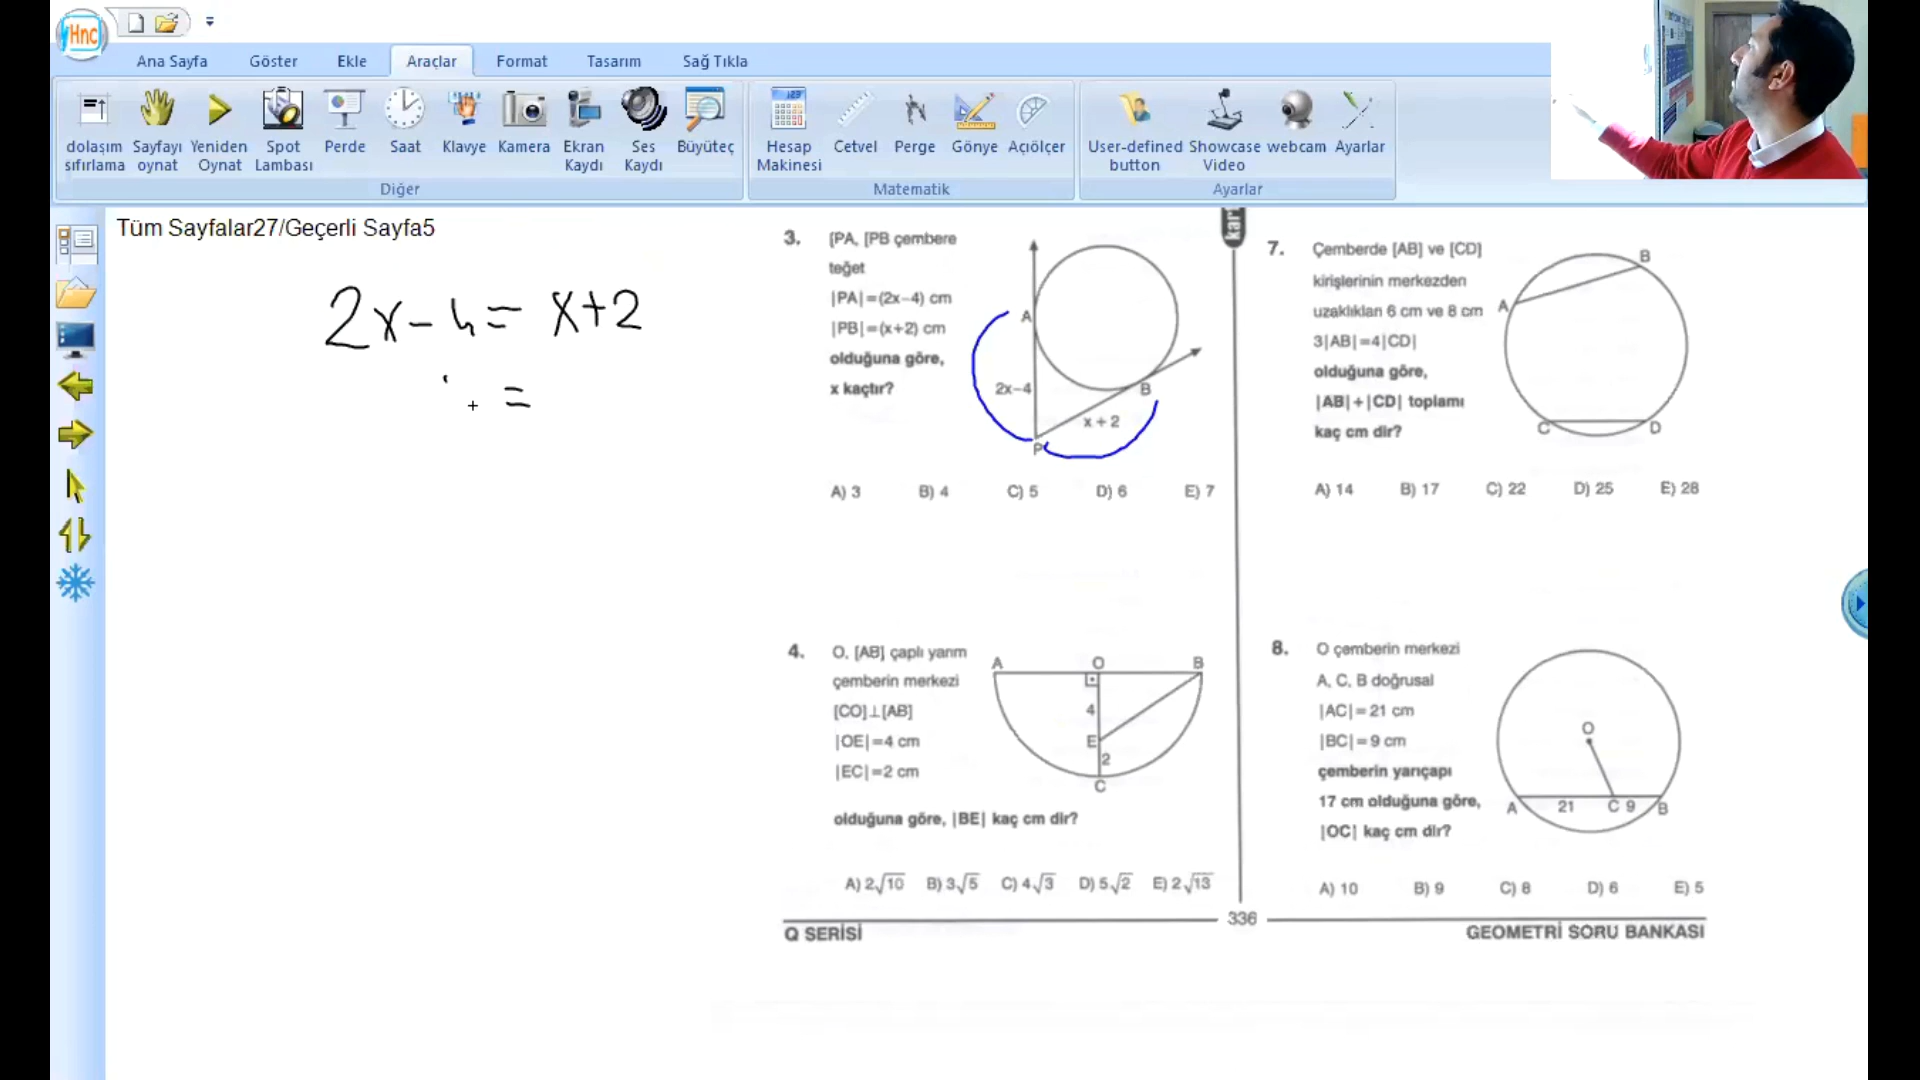 Hnc
Ana Sayfa Göster Ekle Araçlar Format Tasarım Sağ Tıkla
dolaşım sıfırlama
Sayfayı oynat
Yeniden Oynat
Spot Lambası
Perde
Saat
Klavye
Kamera
Ekran Kaydı
Ses Kaydı
Büyüteç
Diğer
Hesap Makinesi
Cetvel
Perge
Gönye
Açıölçer
Matematik
User-defined button
Showcase Video
webcam
Ayarlar
Ayarlar
Tüm Sayfalar27/Geçerli Sayfa5
2x-4= x+2
=
3. [PA, [PB çembere
teğet
|PA|=(2x-4) cm
|PB|=(x+2) cm
olduğuna göre,
x kaçtır?
A
2x-4
B
x+2
P
A) 3 B) 4 C) 5 D) 6 E) 7
4. O, [AB] çaplı yarım
çemberin merkezi
[CO]⊥[AB]
|OE|=4 cm
|EC|=2 cm
olduğuna göre, |BE| kaç cm dir?
A O B
4
E
2
C
A) 2√10 B) 3√5 C) 4√3 D) 5√2 E) 2√13
Q SERİSİ
336
kar
7. Çemberde [AB] ve [CD]
kirişlerinin merkezden
uzaklıkları 6 cm ve 8 cm
3|AB|=4|CD|
olduğuna göre,
|AB|+|CD| toplamı
kaç cm dir?
B
A
C D
A) 14 B) 17 C) 22 D) 25 E) 28
8. O çemberin merkezi
A, C, B doğrusal
|AC|=21 cm
|BC|=9 cm
çemberin yarıçapı
17 cm olduğuna göre,
|OC| kaç cm dir?
O
A 21 C 9 B
A) 10 B) 9 C) 8 D) 6 E) 5
GEOMETRİ SORU BANKASI